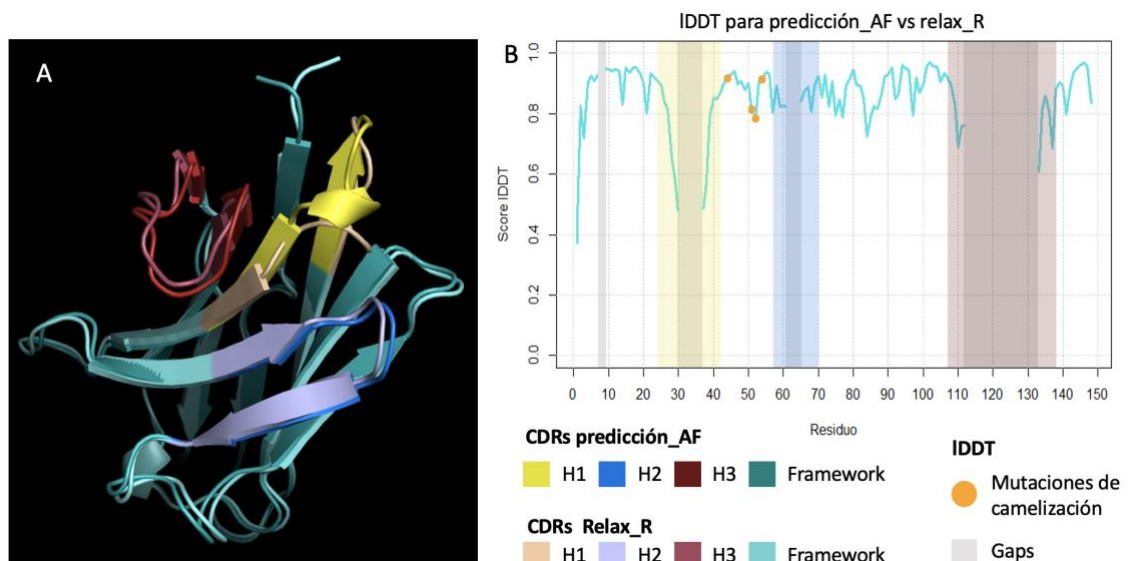 lDDT para predicción_AF vs relax_R
A
B
1.0
0.8
0.6
0.4
0.2
0.0
Score lDDT
0 10 20 30 40 50 60 70 80 90 100 110 120 130 140 150
Residuo
CDRs predicción_AF
H1 H2 H3 Framework
CDRs Relax_R
H1 H2 H3 Framework
lDDT
Mutaciones de
camelización
Gaps